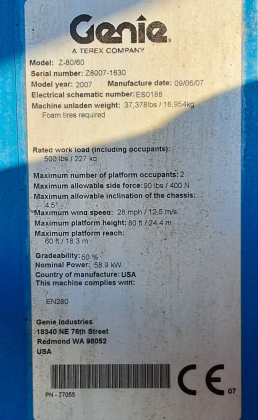 Genie
A TEREX COMPANY
Model: Z-80/60
Serial number: Z8007-1630
Model year: 2007 Manufacture date: 09/06/07
Electrical schematic number: ES0188
Machine unladen weight: 37,378lbs / 16,954kg
Foam tires required
Rated work load (including occupants):
500 lbs / 227 kg
Maximum number of platform occupants: 2
Maximum allowable side force: 90 lbs / 400 N
Maximum allowable inclination of the chassis:
4.5°
Maximum wind speed: 28 mph / 12.5 m/s
Maximum platform height: 80 ft / 24.4 m
Maximum platform reach:
60 ft / 18.3 m
Gradeability: 50 %
Nominal Power: 58.9 kW
Country of manufacture: USA
This machine complies with:
EN280
Genie Industries
18340 NE 76th Street
Redmond WA 98052
USA
PN - 77055
CE 07